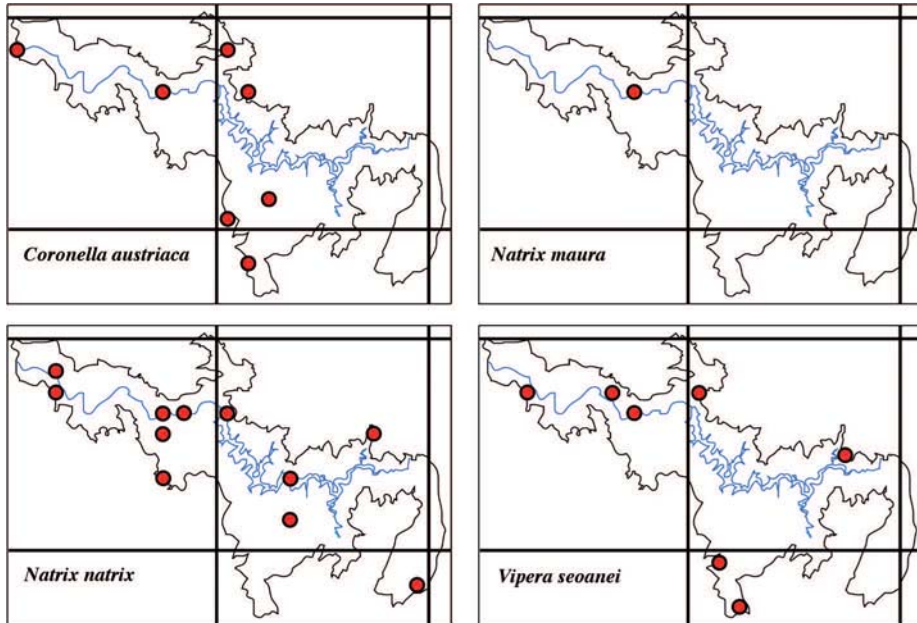 Coronella austriaca
Natrix maura
Natrix natrix
Vipera seoanei